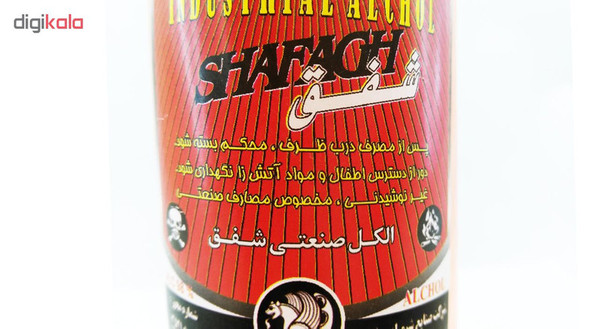 digikala
INDUSTRIAL ALCHOL
SHAFAGH
شفق
پس از مصرف درب ظرف ، محکم بسته شود.
دور از دسترس اطفال و مواد آتش زا نگهداری شود.
غیر نوشیدنی ، مخصوص مصارف صنعتی
الکل صنعتی شفق
ALCHOL